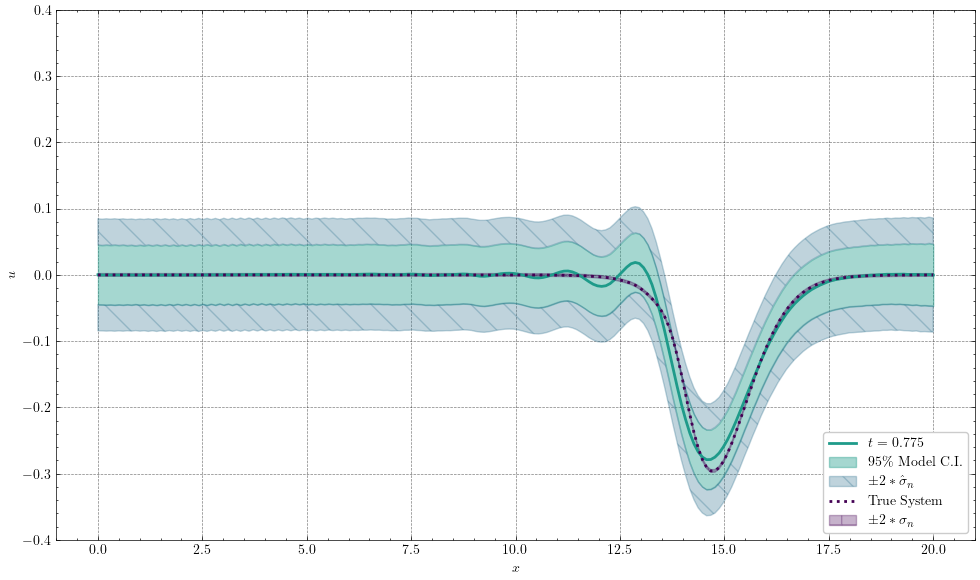 0.4
0.3
0.2
0.1
0.0
−0.1
−0.2
−0.3
−0.4
u
0.0 2.5 5.0 7.5 10.0 12.5 15.0 17.5 20.0
x
t = 0.775
95% Model C.I.
±2 ∗ σ̂ₙ
True System
±2 ∗ σₙ